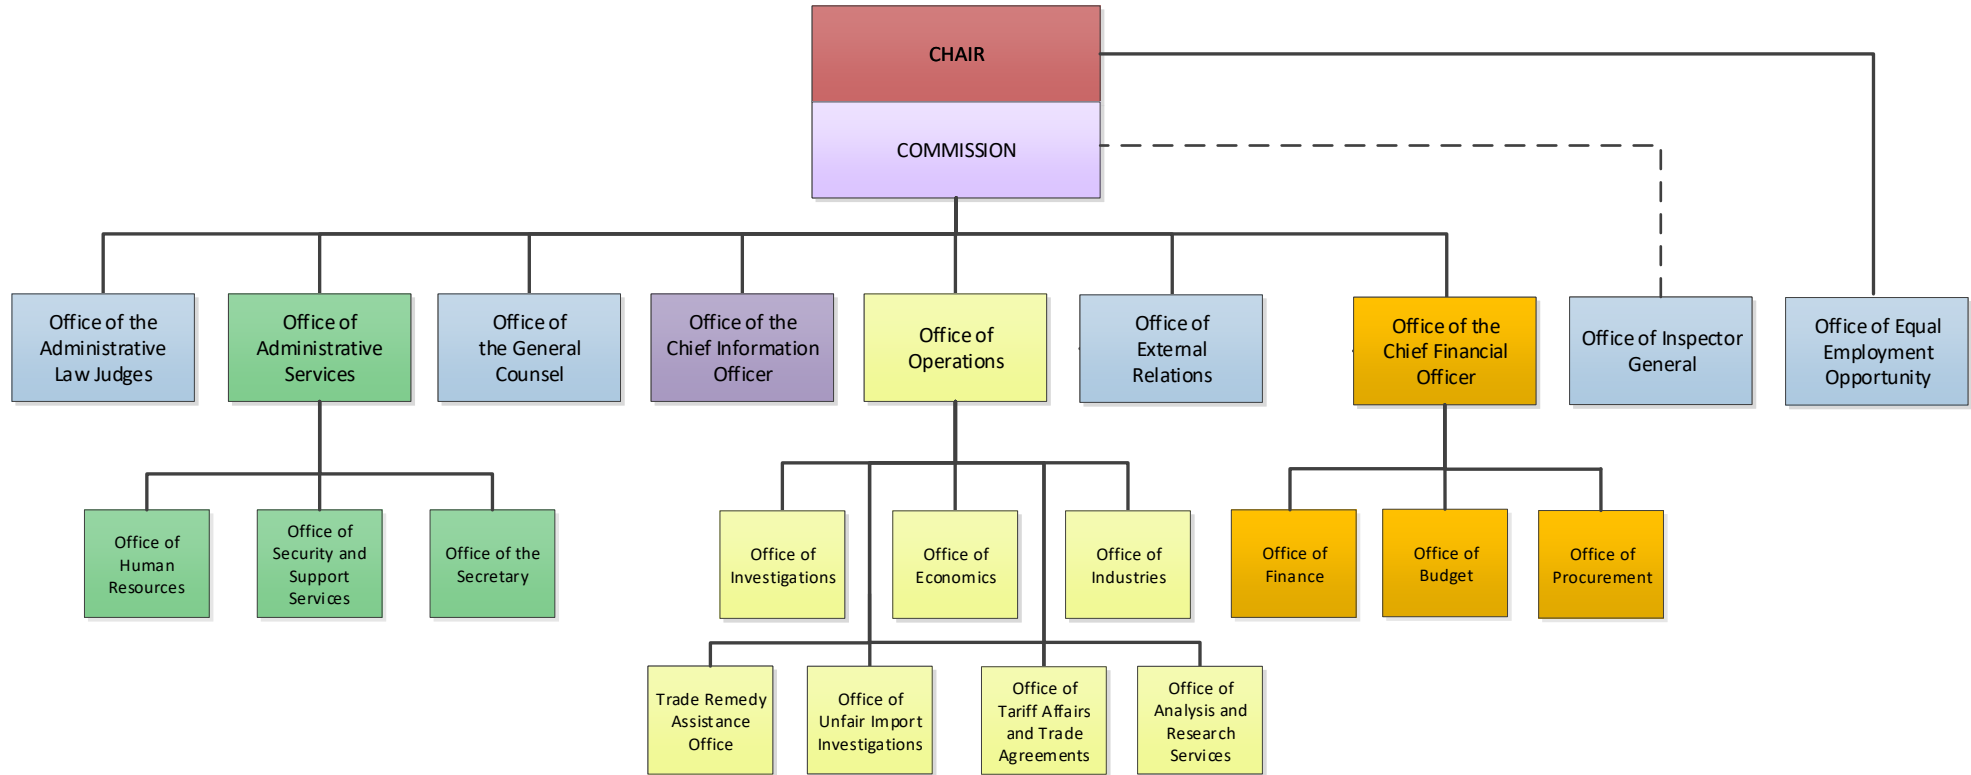 CHAIR
COMMISSION
Office of the
Administrative
Law Judges
Office of
Administrative
Services
Office of
the General
Counsel
Office of the
Chief Information
Officer
Office of
Operations
Office of
External
Relations
Office of the
Chief Financial
Officer
Office of Inspector
General
Office of Equal
Employment
Opportunity
Office of
Human
Resources
Office of
Security and
Support
Services
Office of the
Secretary
Office of
Investigations
Office of
Economics
Office of
Industries
Office of
Finance
Office of
Budget
Office of
Procurement
Trade Remedy
Assistance
Office
Office of
Unfair Import
Investigations
Office of
Tariff Affairs
and Trade
Agreements
Office of
Analysis and
Research
Services